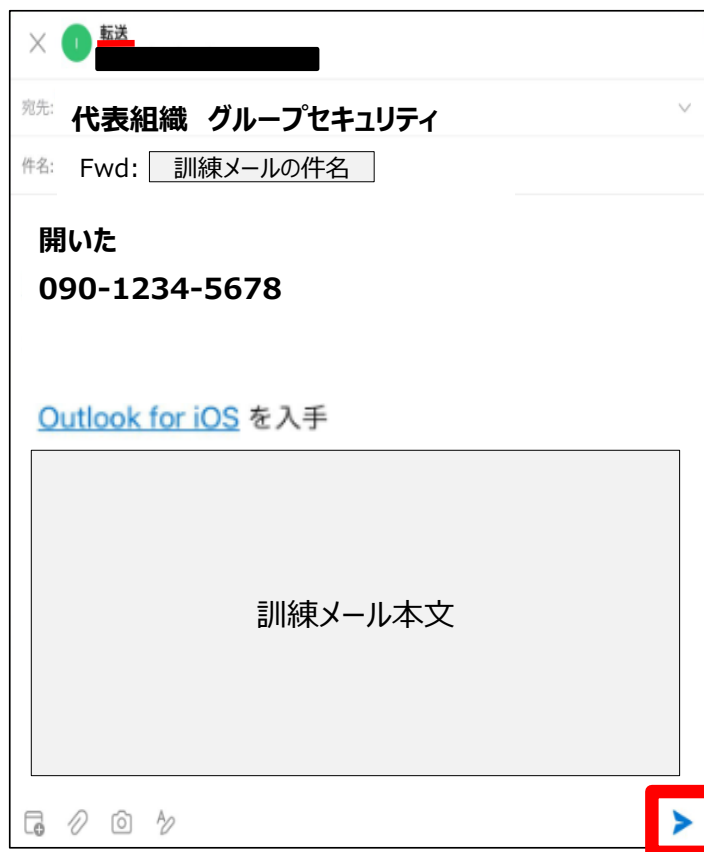 転送
宛先: 代表組織 グループセキュリティ
件名: Fwd: 訓練メールの件名
開いた
090-1234-5678
Outlook for iOS を入手
訓練メール本文